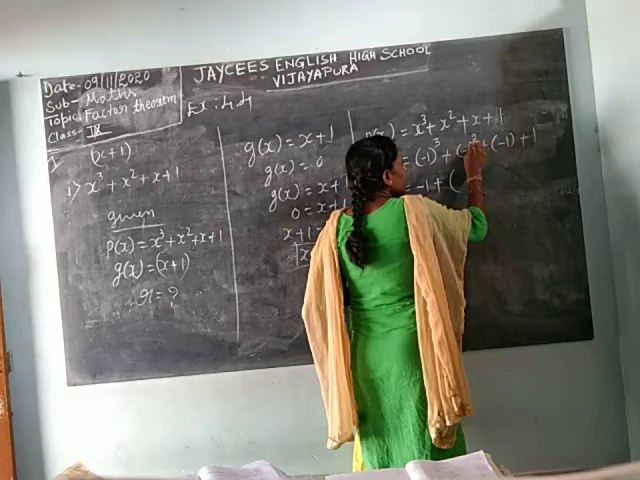 JAYCEES ENGLISH HIGH SCHOOL
VIJAYAPURA
Date- 09/11/2020
Sub- Maths
Topic- Factor theorem
Class- IX
Ex: 4.4
(x+1)
i> x³ + x² + x + 1
given
p(x) = x³ + x² + x + 1
g(x) = (x+1)
r = ?
g(x) = x + 1
g(x) = 0
g(x) = x + 1
0 = x + 1
x + 1 =
(x) = x³ + x² + x + 1
= (-1)³ + (-1)² + (-1) + 1
= -1 + (